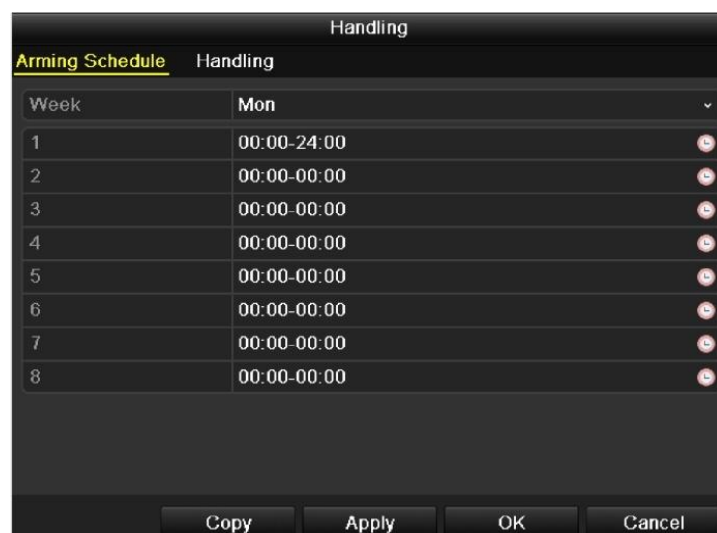 Handling
Arming Schedule Handling
Week Mon
1 00:00-24:00
2 00:00-00:00
3 00:00-00:00
4 00:00-00:00
5 00:00-00:00
6 00:00-00:00
7 00:00-00:00
8 00:00-00:00
Copy Apply OK Cancel